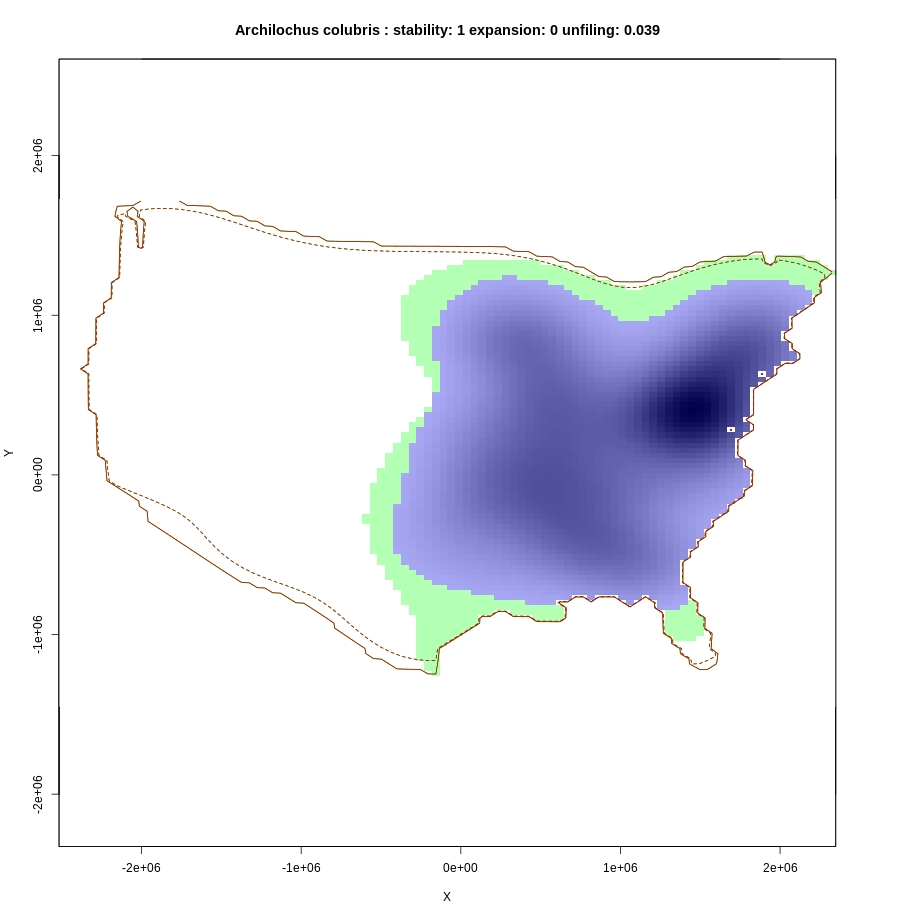 Archilochus colubris : stability: 1 expansion: 0 unfiling: 0.039
2e+06
1e+06
0e+00
-1e+06
-2e+06
Y
-2e+06 -1e+06 0e+00 1e+06 2e+06
X